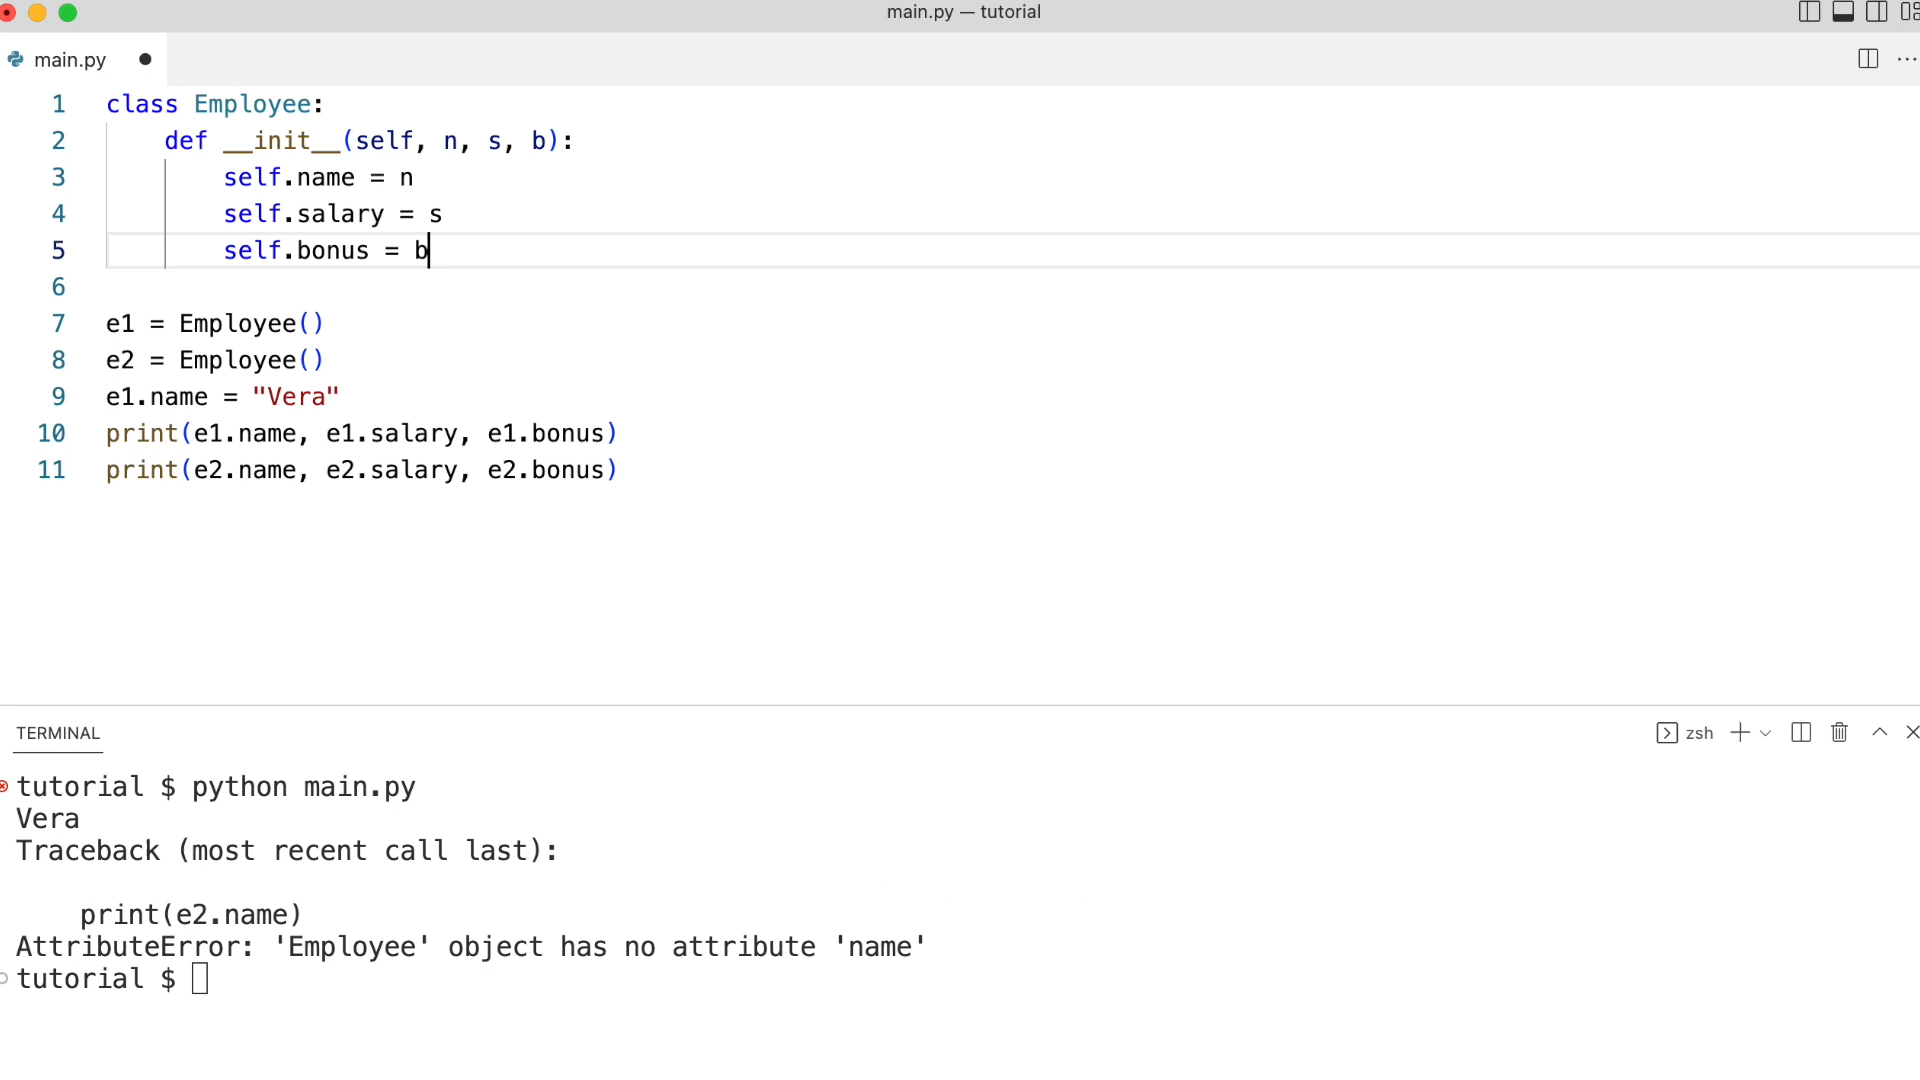 main.py — tutorial
main.py
1 class Employee:
2     def __init__(self, n, s, b):
3         self.name = n
4         self.salary = s
5         self.bonus = b
6
7 e1 = Employee()
8 e2 = Employee()
9 e1.name = "Vera"
10 print(e1.name, e1.salary, e1.bonus)
11 print(e2.name, e2.salary, e2.bonus)
TERMINAL
zsh
tutorial $ python main.py
Vera
Traceback (most recent call last):
    print(e2.name)
AttributeError: 'Employee' object has no attribute 'name'
tutorial $